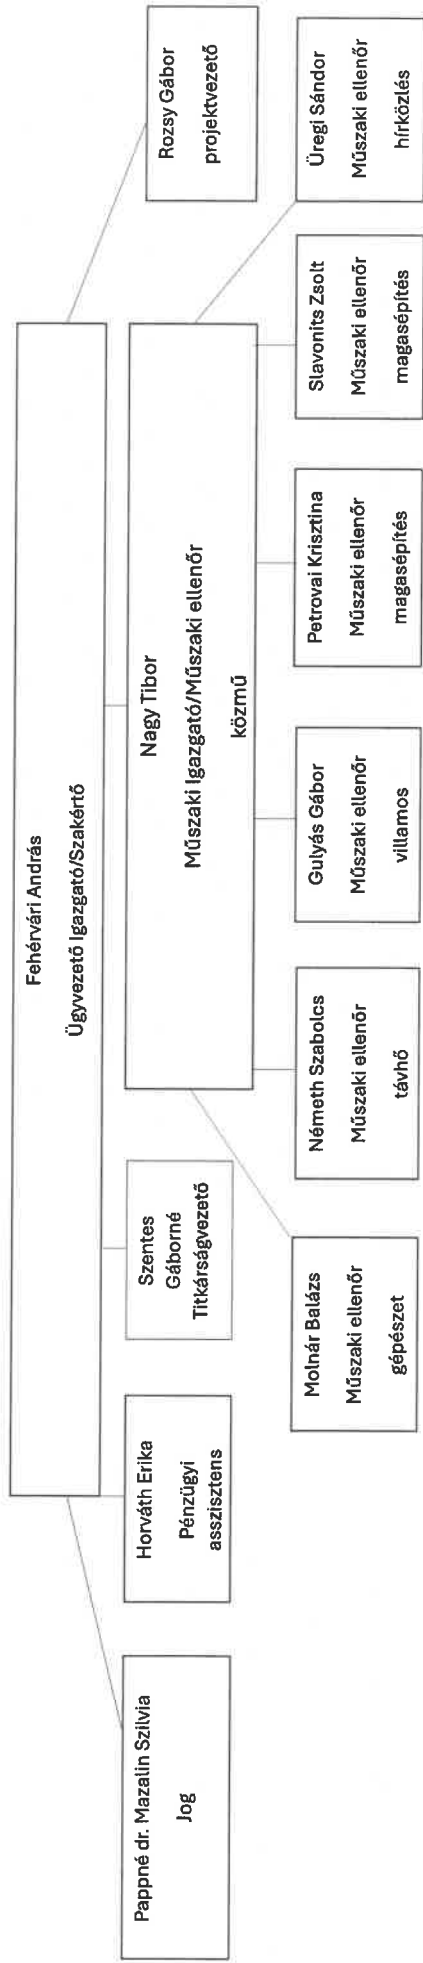 Fehérvári András
Ügyvezető Igazgató/Szakértő
Pappné dr. Mazalin Szilvia
Jog
Horváth Erika
Pénzügyi
asszisztens
Szentes
Gáborné
Titkárságvezető
Nagy Tibor
Műszaki Igazgató/Műszaki ellenőr
közmű
Rozsy Gábor
projektvezető
Molnár Balázs
Műszaki ellenőr
gépészet
Németh Szabolcs
Műszaki ellenőr
távhő
Gulyás Gábor
Műszaki ellenőr
villamos
Petrovai Krisztina
Műszaki ellenőr
magasépítés
Slavonits Zsolt
Műszaki ellenőr
magasépítés
Üregi Sándor
Műszaki ellenőr
hírközlés